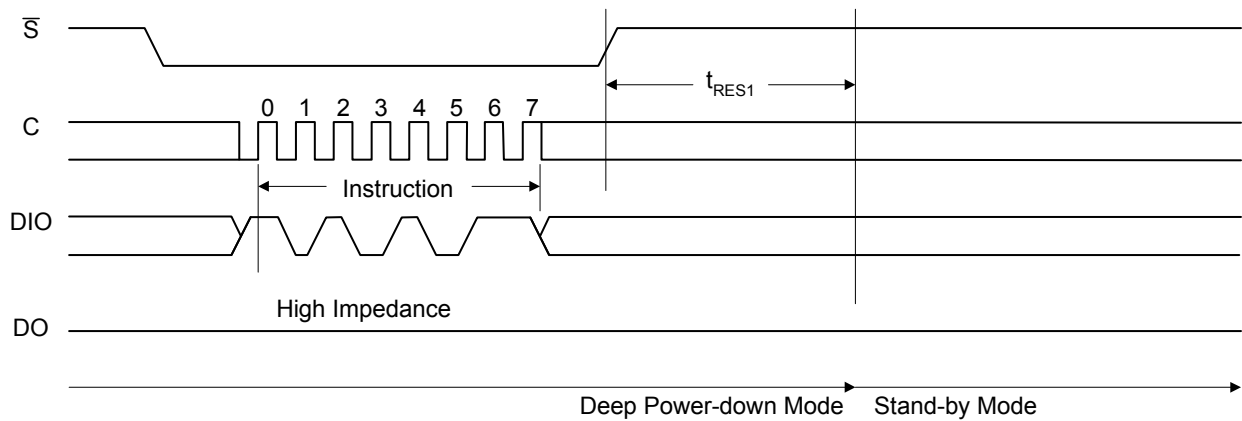 S̅
t_RES1
C
0 1 2 3 4 5 6 7
Instruction
DIO
High Impedance
DO
Deep Power-down Mode Stand-by Mode